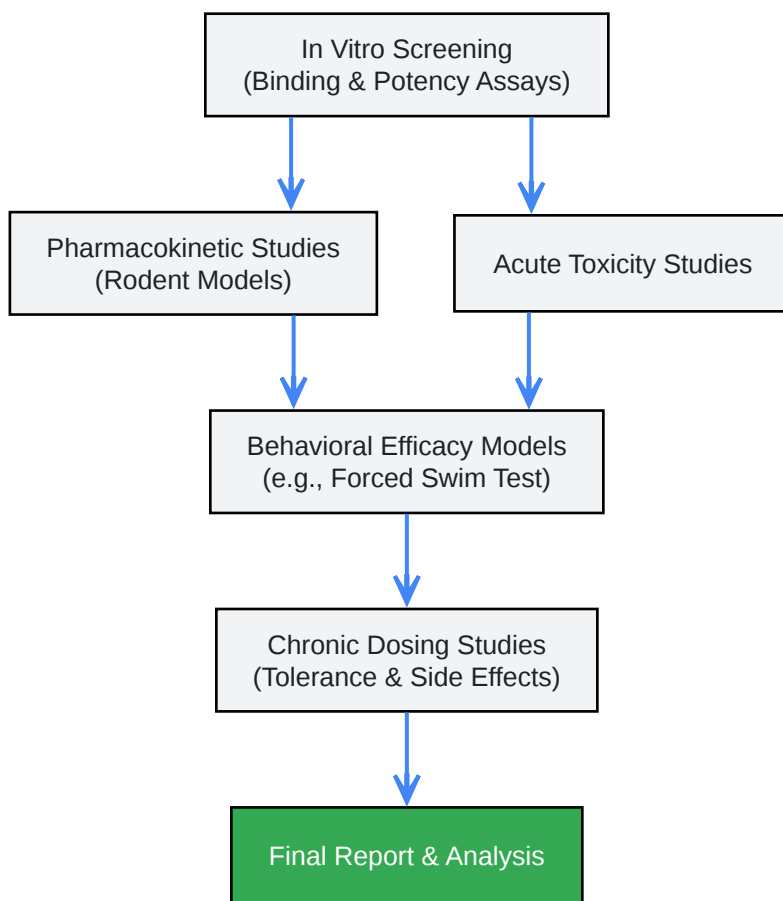 In Vitro Screening
(Binding & Potency Assays)
Pharmacokinetic Studies
(Rodent Models)
Acute Toxicity Studies
Behavioral Efficacy Models
(e.g., Forced Swim Test)
Chronic Dosing Studies
(Tolerance & Side Effects)
Final Report & Analysis